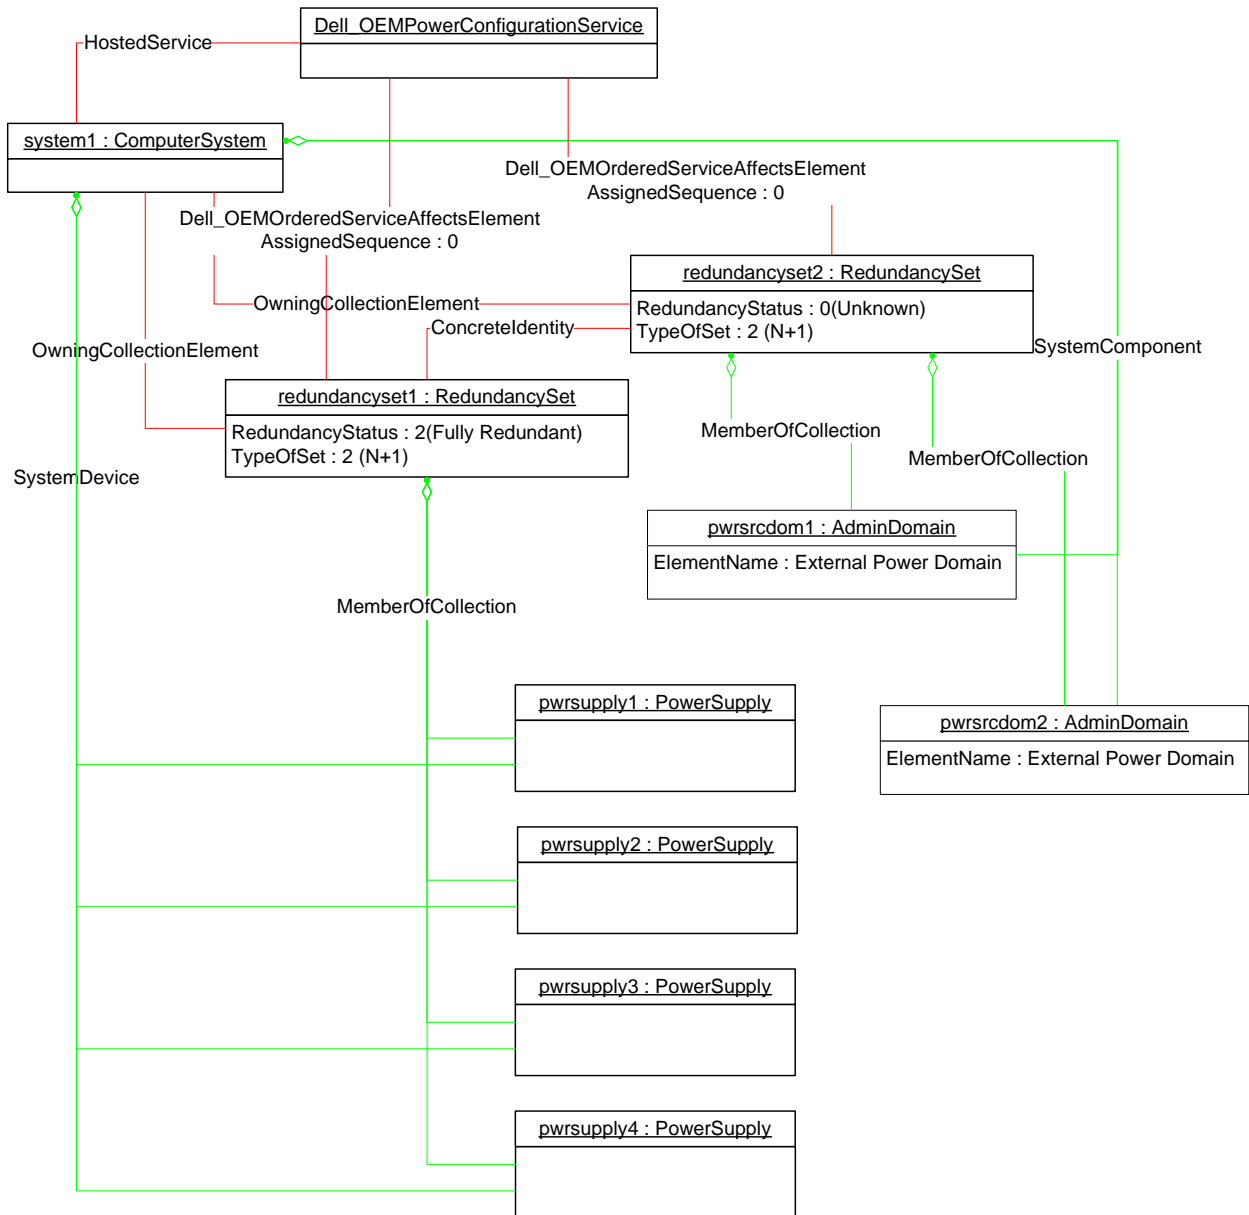 Dell_OEMPowerConfigurationService
HostedService
system1 : ComputerSystem
Dell_OEMOrderedServiceAffectsElement
AssignedSequence : 0
Dell_OEMOrderedServiceAffectsElement
AssignedSequence : 0
redundancyset2 : RedundancySet
RedundancyStatus : 0(Unknown)
TypeOfSet : 2 (N+1)
OwningCollectionElement
ConcreteIdentity
OwningCollectionElement
SystemComponent
redundancyset1 : RedundancySet
RedundancyStatus : 2(Fully Redundant)
TypeOfSet : 2 (N+1)
MemberOfCollection
MemberOfCollection
SystemDevice
pwrsrcdom1 : AdminDomain
ElementName : External Power Domain
MemberOfCollection
pwrsupply1 : PowerSupply
pwrsrcdom2 : AdminDomain
ElementName : External Power Domain
pwrsupply2 : PowerSupply
pwrsupply3 : PowerSupply
pwrsupply4 : PowerSupply